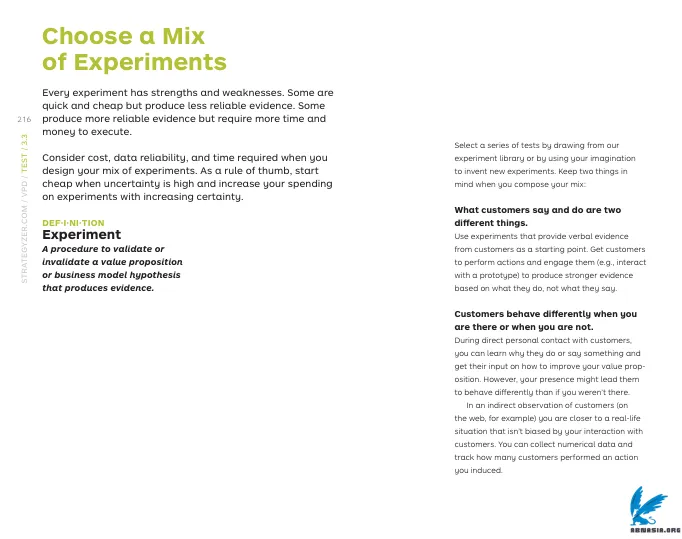 Choose a Mix
of Experiments
Every experiment has strengths and weaknesses. Some are
quick and cheap but produce less reliable evidence. Some
produce more reliable evidence but require more time and
money to execute.
Consider cost, data reliability, and time required when you
design your mix of experiments. As a rule of thumb, start
cheap when uncertainty is high and increase your spending
on experiments with increasing certainty.
DEF·I·NI·TION
Experiment
A procedure to validate or
invalidate a value proposition
or business model hypothesis
that produces evidence.
216
STRATEGYZER.COM / VPD / TEST / 3.3
Select a series of tests by drawing from our
experiment library or by using your imagination
to invent new experiments. Keep two things in
mind when you compose your mix:
What customers say and do are two
different things.
Use experiments that provide verbal evidence
from customers as a starting point. Get customers
to perform actions and engage them (e.g., interact
with a prototype) to produce stronger evidence
based on what they do, not what they say.
Customers behave differently when you
are there or when you are not.
During direct personal contact with customers,
you can learn why they do or say something and
get their input on how to improve your value prop-
osition. However, your presence might lead them
to behave differently than if you weren't there.
In an indirect observation of customers (on
the web, for example) you are closer to a real-life
situation that isn't biased by your interaction with
customers. You can collect numerical data and
track how many customers performed an action
you induced.
ARNASIA.ORG